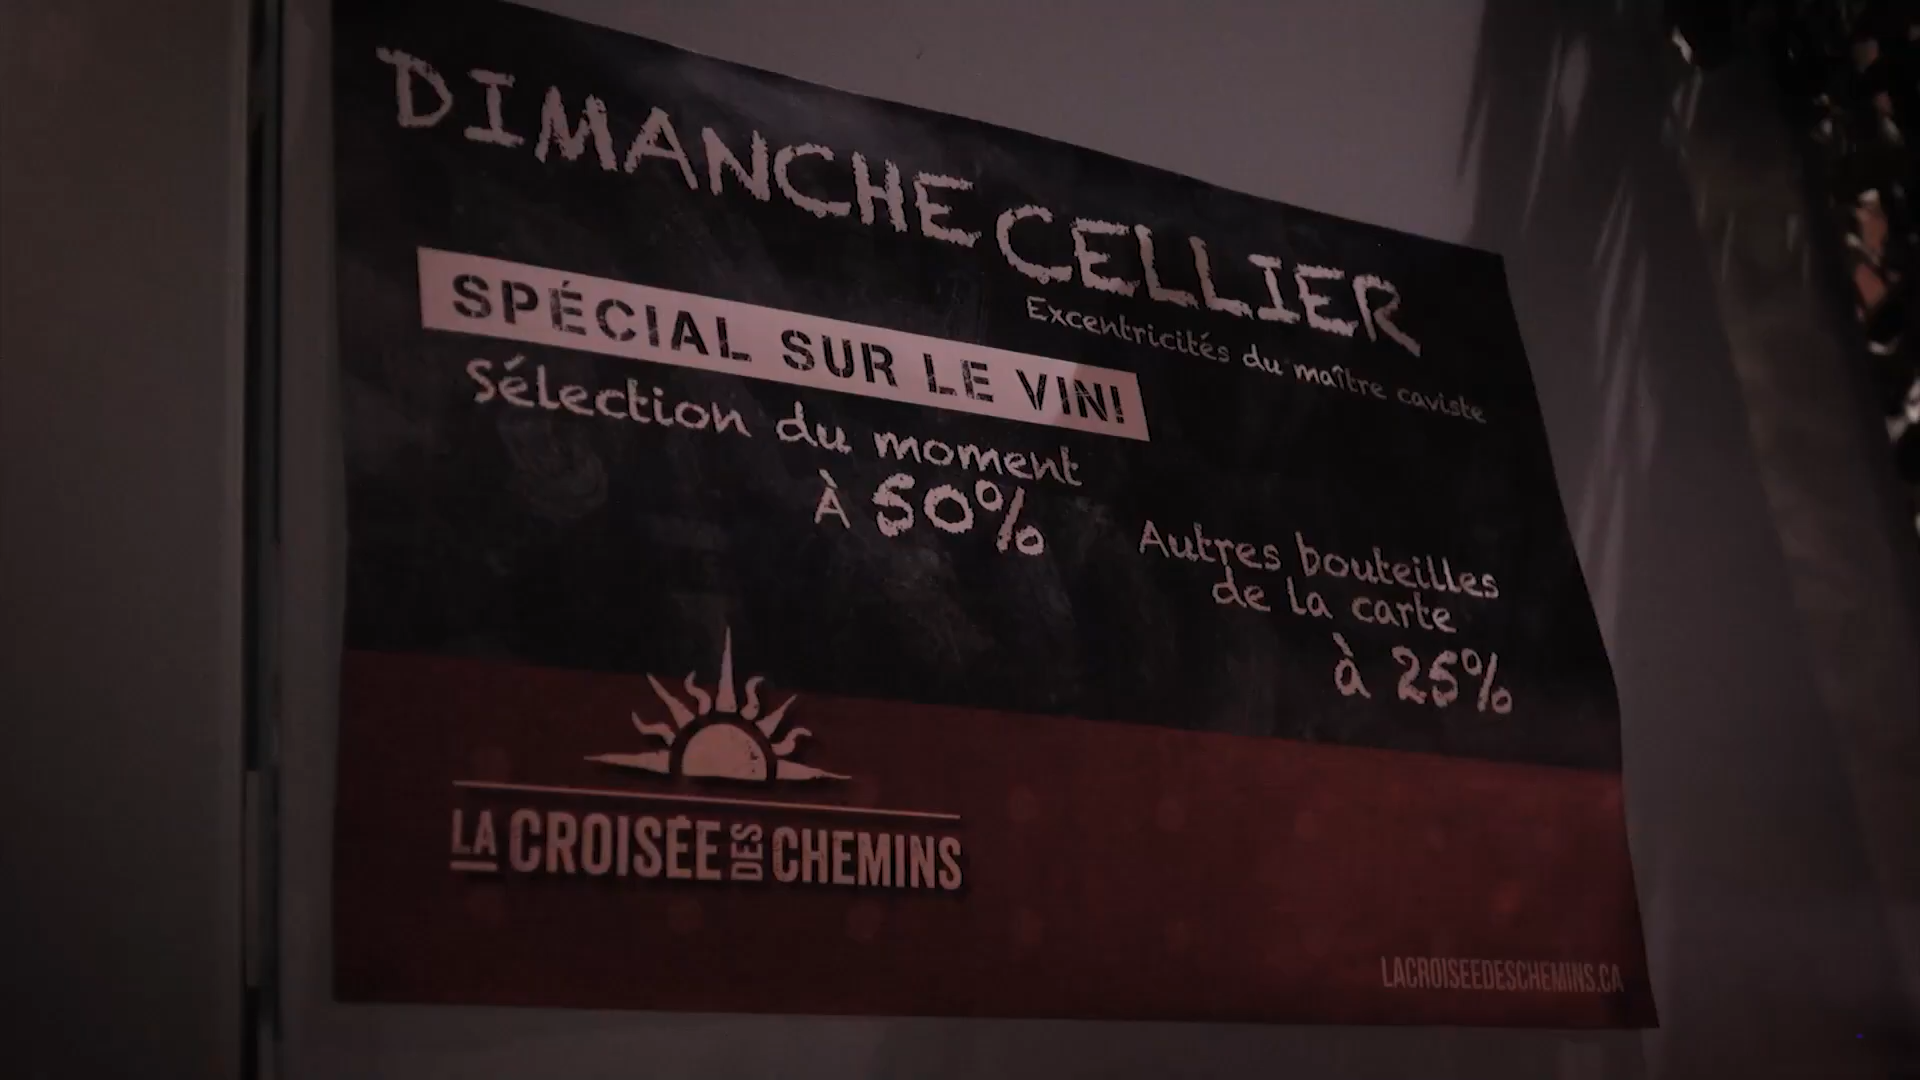 DIMANCHE CELLIER
Excentricités du maître caviste
SPÉCIAL SUR LE VIN!
Sélection du moment
À 50%
Autres bouteilles
de la carte
à 25%
LA CROISÉE DES CHEMINS
LACROISEEDESCHEMINS.CA